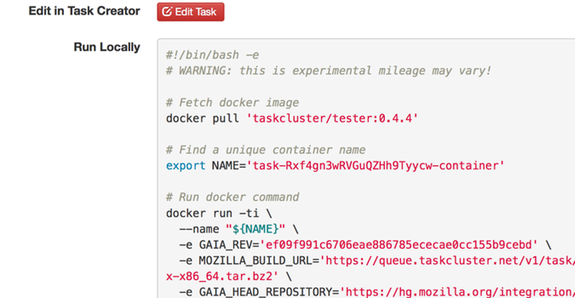 Edit in Task Creator
Edit Task
Run Locally
#!/bin/bash -e
# WARNING: this is experimental mileage may vary!
# Fetch docker image
docker pull 'taskcluster/tester:0.4.4'
# Find a unique container name
export NAME='task-Rxf4gn3wRVGuQZHh9Tyycw-container'
# Run docker command
docker run -ti \
--name "${NAME}" \
-e GAIA_REV='ef09f991c6706eae886785ececae0cc155b9cebd' \
-e MOZILLA_BUILD_URL='https://queue.taskcluster.net/v1/task/
x-x86_64.tar.bz2' \
-e GAIA_HEAD_REPOSITORY='https://hg.mozilla.org/integration/